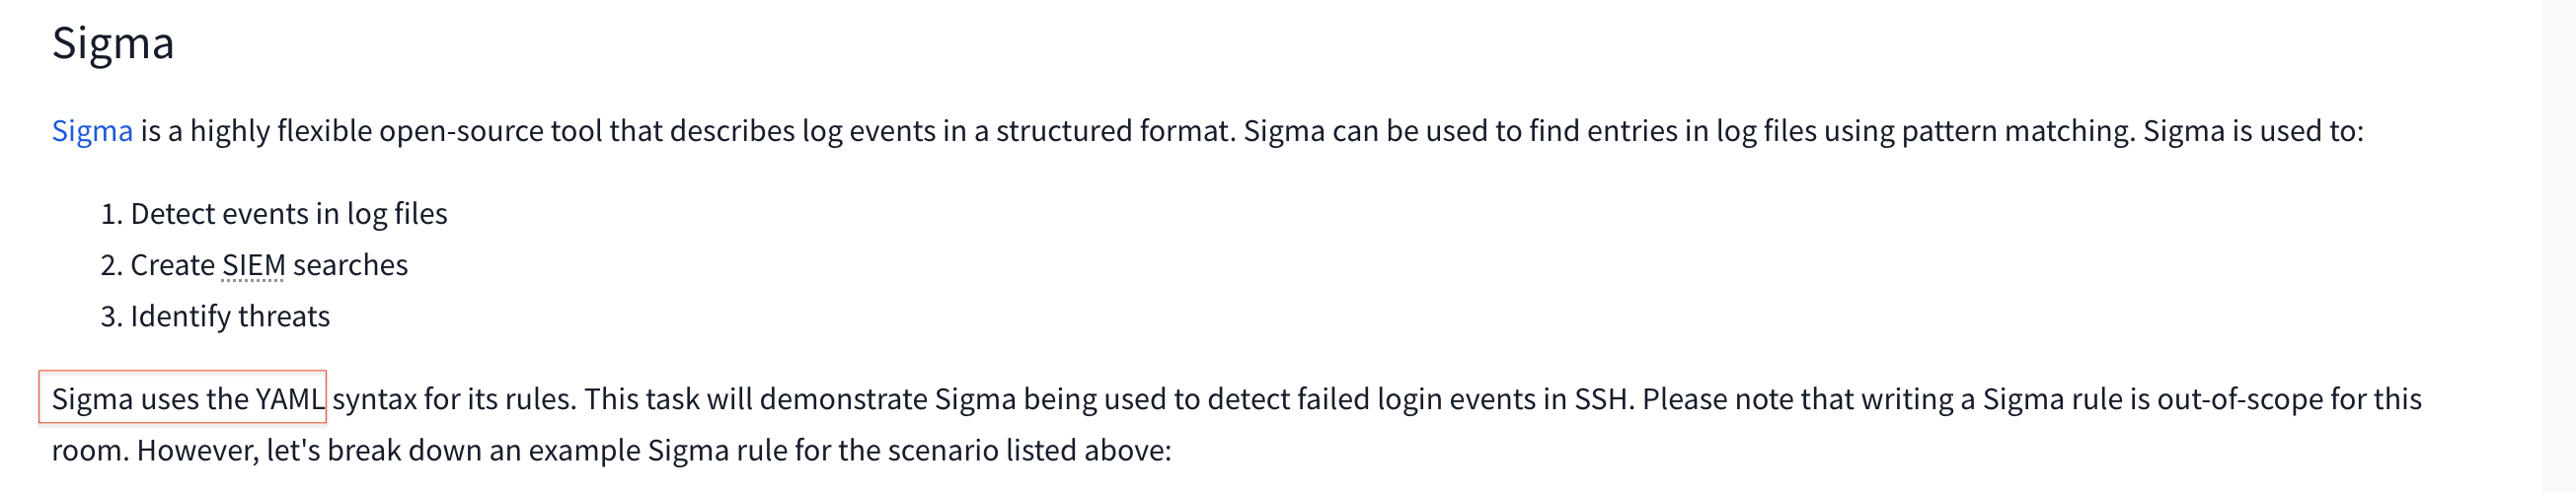 Sigma
Sigma is a highly flexible open-source tool that describes log events in a structured format. Sigma can be used to find entries in log files using pattern matching. Sigma is used to:
1. Detect events in log files
2. Create SIEM searches
3. Identify threats
Sigma uses the YAML syntax for its rules. This task will demonstrate Sigma being used to detect failed login events in SSH. Please note that writing a Sigma rule is out-of-scope for this
room. However, let's break down an example Sigma rule for the scenario listed above: